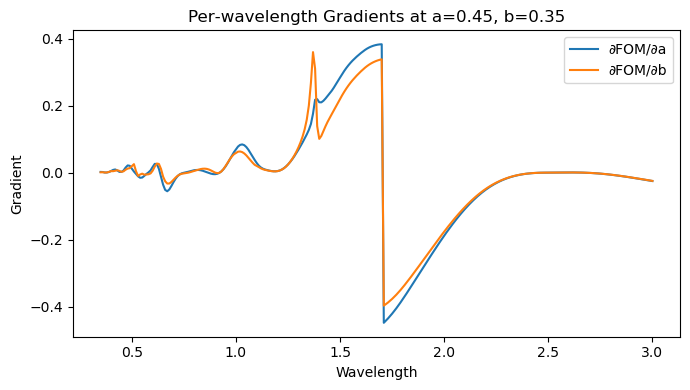 Per-wavelength Gradients at a=0.45, b=0.35
∂FOM/∂a
∂FOM/∂b
Gradient
0.4
0.2
0.0
−0.2
−0.4
0.5
1.0
1.5
2.0
2.5
3.0
Wavelength